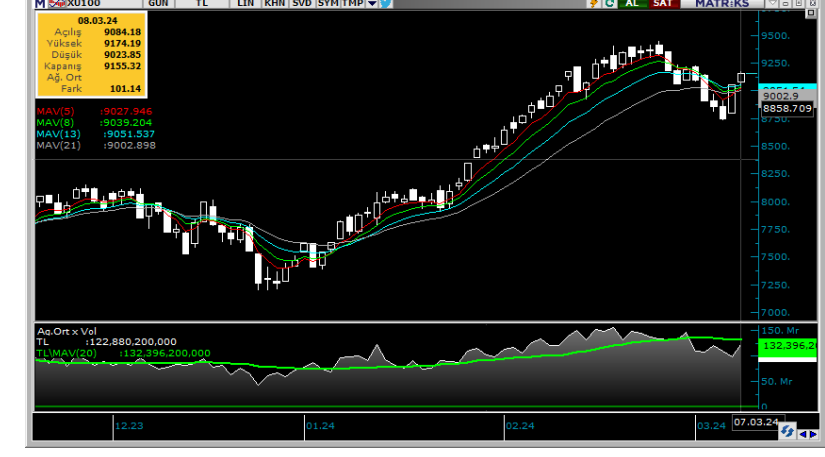 M XU100 GÜN TL LIN KHN SVD SYM TMP C AL SAT MATRİKS
08.03.24
Açılış 9084.18
Yüksek 9174.19
Düşük 9023.85
Kapanış 9155.32
Ağ. Ort
Fark 101.14
MAV(5) :9027.946
MAV(8) :9039.204
MAV(13) :9051.537
MAV(21) :9002.898
9500.
9250.
9002.9
8858.709
8750.
8500.
8250.
8000.
7750.
7500.
7250.
7000.
Ag.Ort x Vol
TL :122,880,200,000
TL\MAV(20) :132,396,200,000
150. Mr
132,396,20
50. Mr
0
12.23 01.24 02.24 03.24 07.03.24